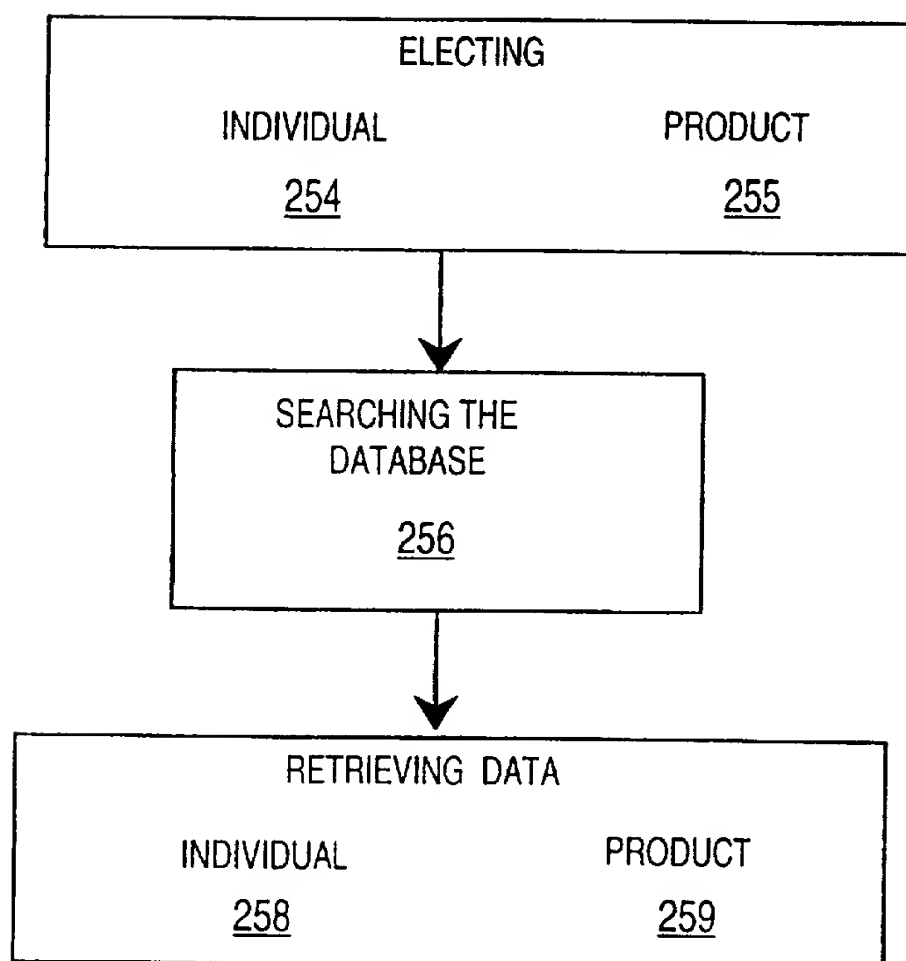 ELECTING
INDIVIDUAL PRODUCT
254 255
SEARCHING THE
DATABASE
256
RETRIEVING DATA
INDIVIDUAL PRODUCT
258 259